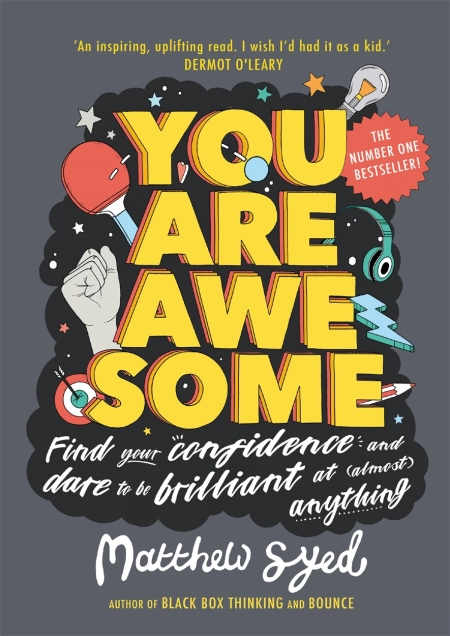 ‘An inspiring, uplifting read. I wish I’d had it as a kid.’
DERMOT O'LEARY
THE
NUMBER ONE
BESTSELLER!
YOU
ARE
AWE
SOME
Find your confidence and
dare to be brilliant at (almost)
anything
Matthew Syed
AUTHOR OF BLACK BOX THINKING AND BOUNCE